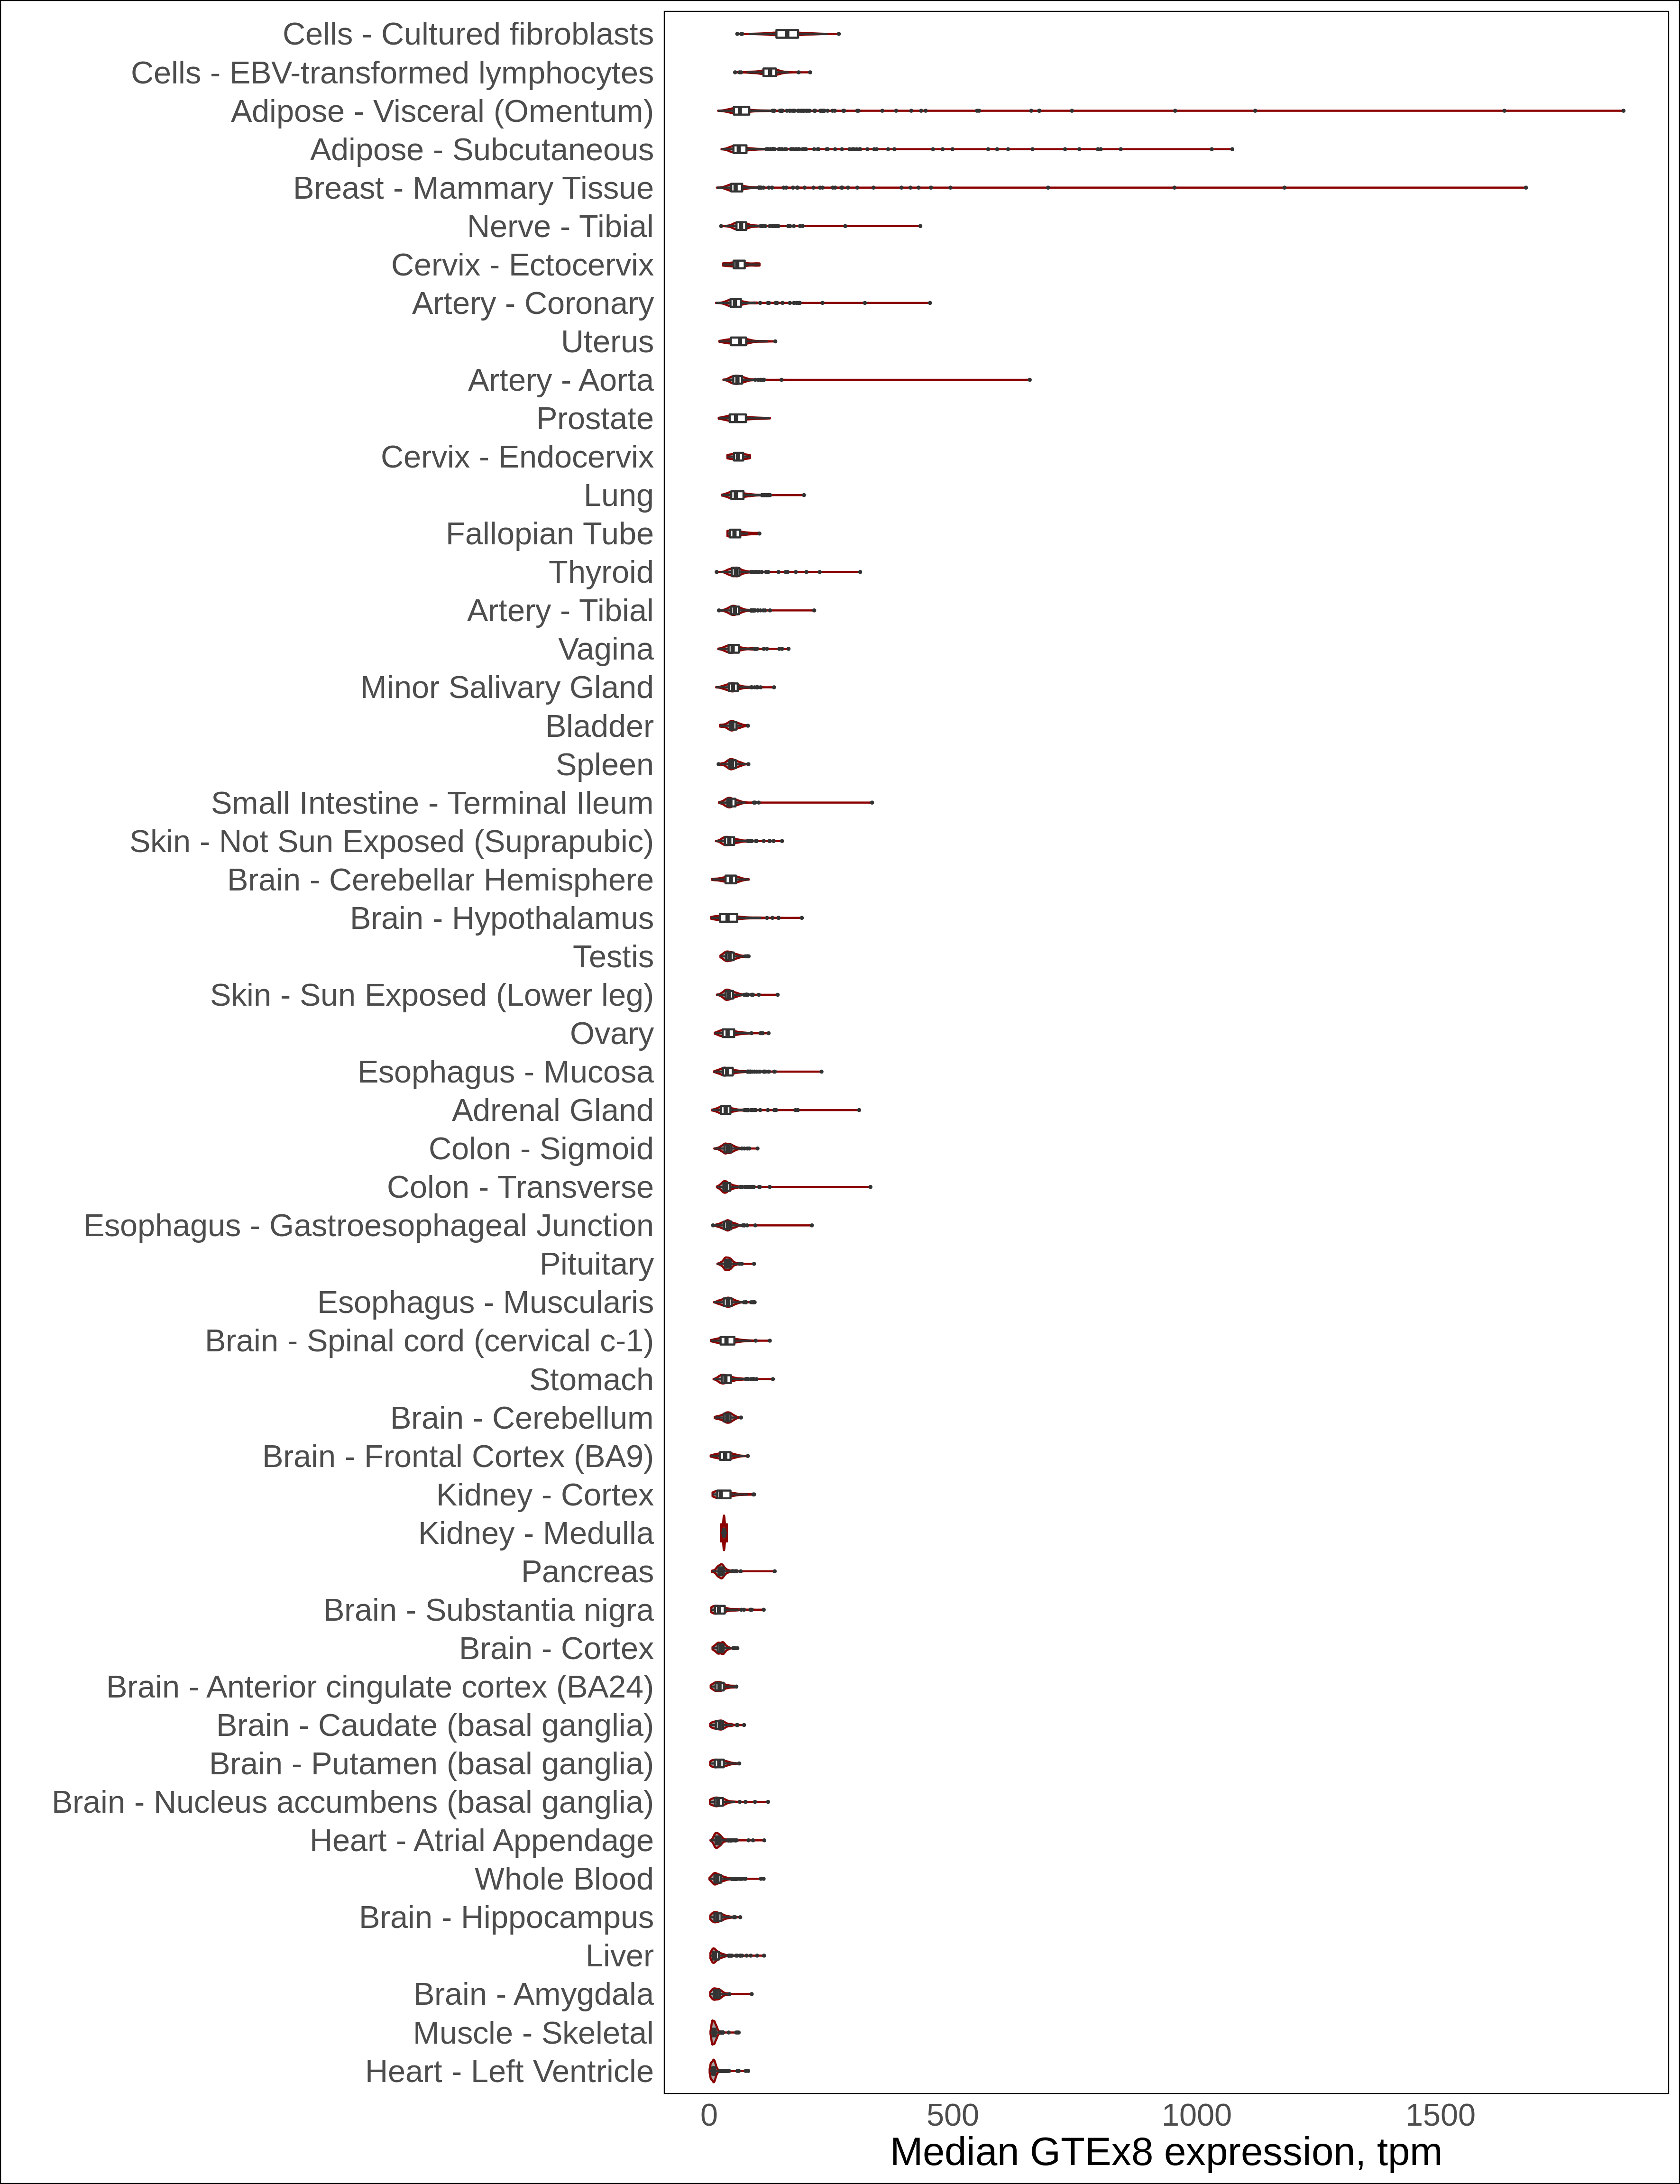 Cells - Cultured fibroblasts
Cells - EBV-transformed lymphocytes
Adipose - Visceral (Omentum)
Adipose - Subcutaneous
Breast - Mammary Tissue
Nerve - Tibial
Cervix - Ectocervix
Artery - Coronary
Uterus
Artery - Aorta
Prostate
Cervix - Endocervix
Lung
Fallopian Tube
Thyroid
Artery - Tibial
Vagina
Minor Salivary Gland
Bladder
Spleen
Small Intestine - Terminal Ileum
Skin - Not Sun Exposed (Suprapubic)
Brain - Cerebellar Hemisphere
Brain - Hypothalamus
Testis
Skin - Sun Exposed (Lower leg)
Ovary
Esophagus - Mucosa
Adrenal Gland
Colon - Sigmoid
Colon - Transverse
Esophagus - Gastroesophageal Junction
Pituitary
Esophagus - Muscularis
Brain - Spinal cord (cervical c-1)
Stomach
Brain - Cerebellum
Brain - Frontal Cortex (BA9)
Kidney - Cortex
Kidney - Medulla
Pancreas
Brain - Substantia nigra
Brain - Cortex
Brain - Anterior cingulate cortex (BA24)
Brain - Caudate (basal ganglia)
Brain - Putamen (basal ganglia)
Brain - Nucleus accumbens (basal ganglia)
Heart - Atrial Appendage
Whole Blood
Brain - Hippocampus
Liver
Brain - Amygdala
Muscle - Skeletal
Heart - Left Ventricle
0 500 1000 1500
Median GTEx8 expression, tpm